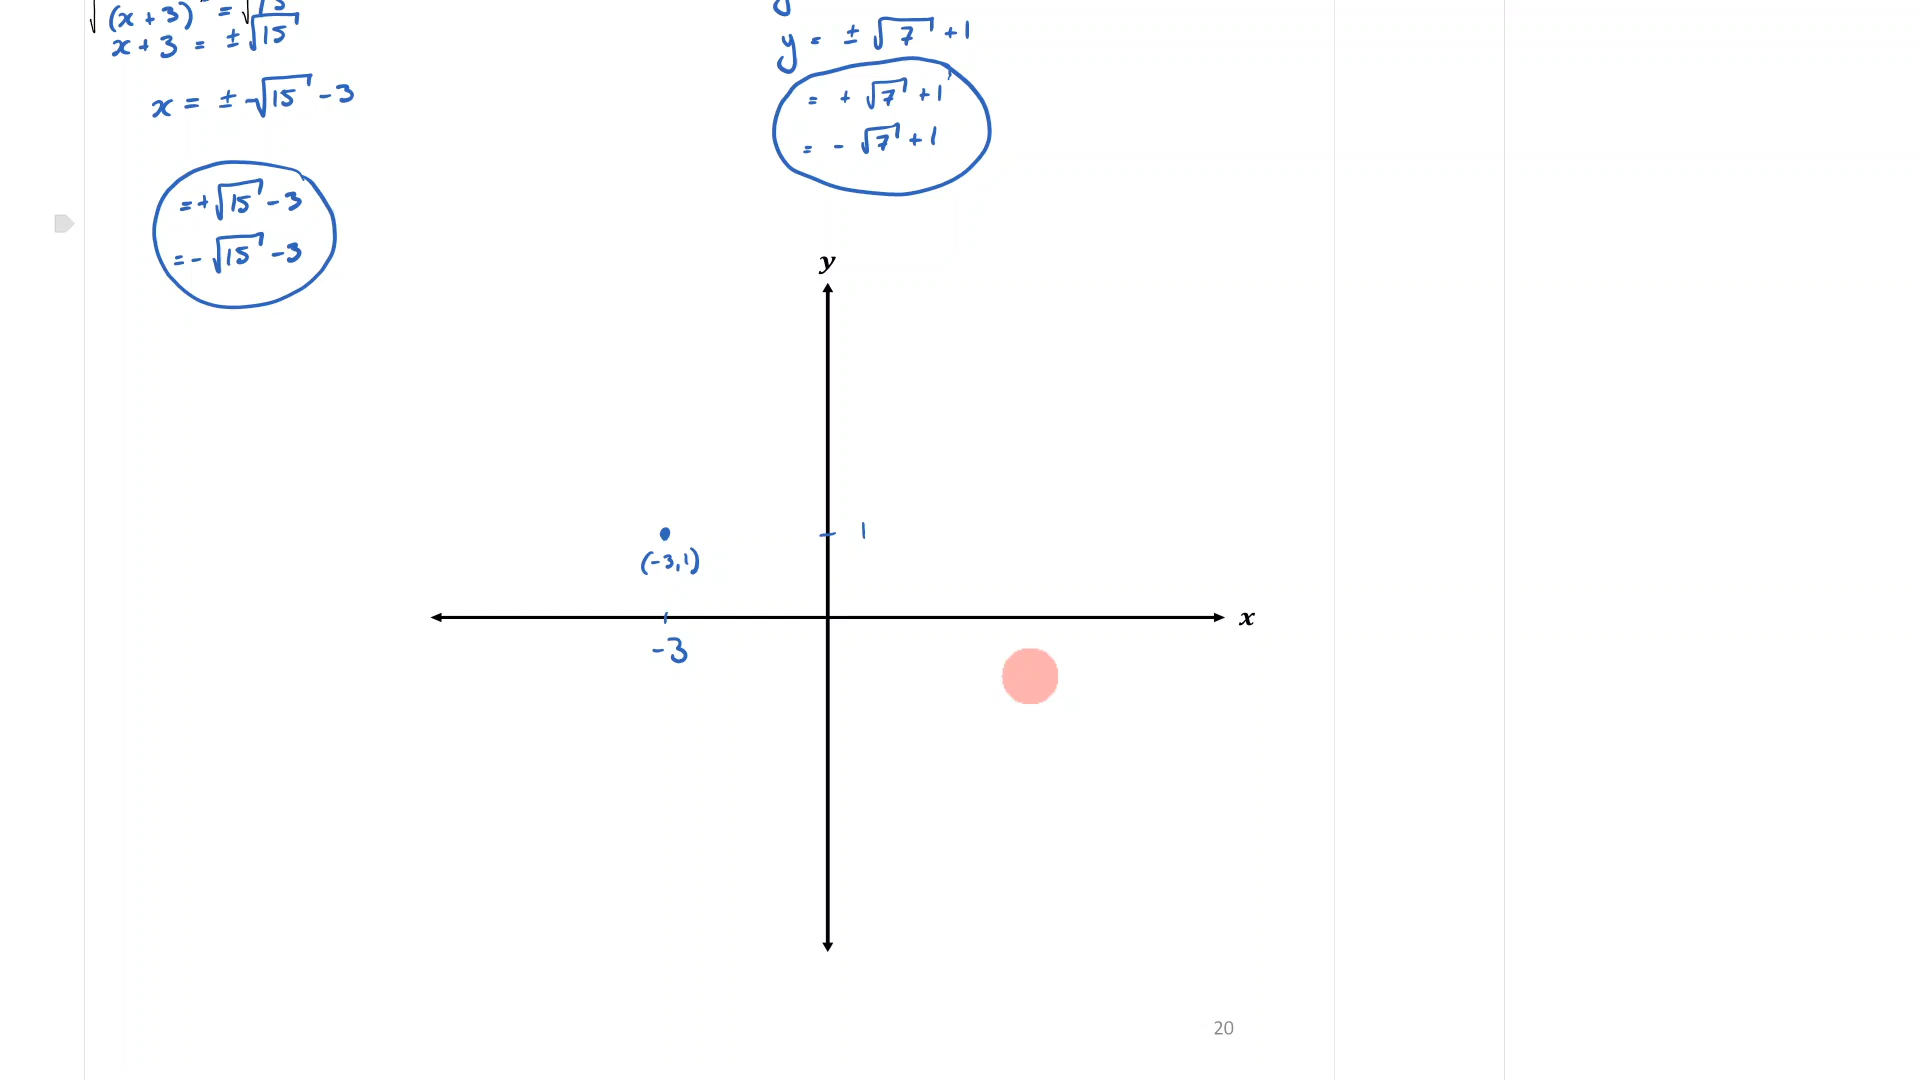 √(x + 3)² = √15
x + 3 = ± √15
x = ± √15 - 3
= + √15 - 3
= - √15 - 3
y = ± √7 + 1
= + √7 + 1
= - √7 + 1
y
1
(-3,1)
x
-3
20